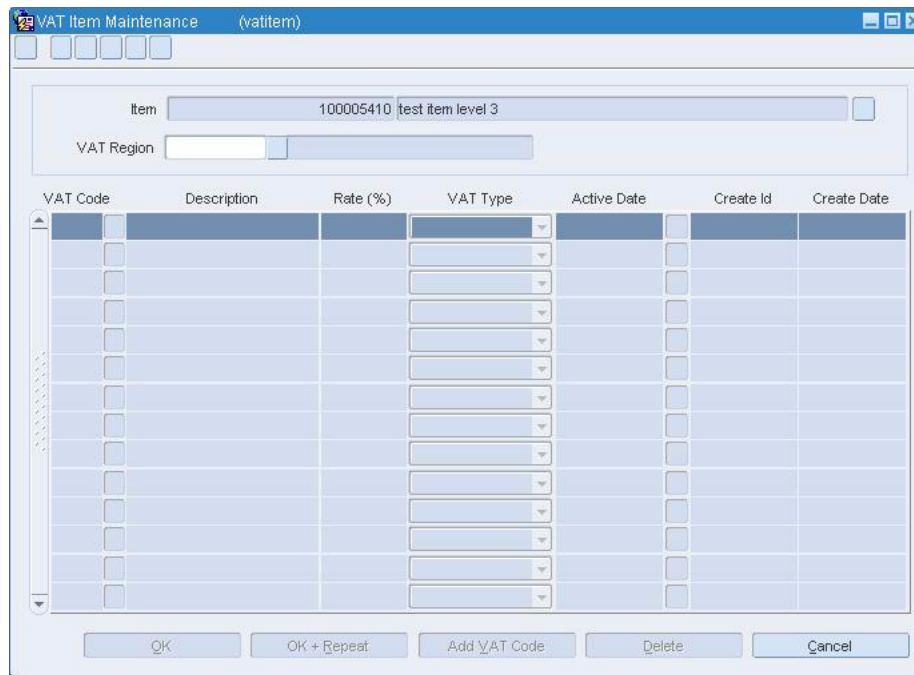 VAT Item Maintenance (vatitem)
Item 100005410 test item level 3
VAT Region
VAT Code Description Rate (%) VAT Type Active Date Create Id Create Date
OK OK + Repeat Add VAT Code Delete Cancel